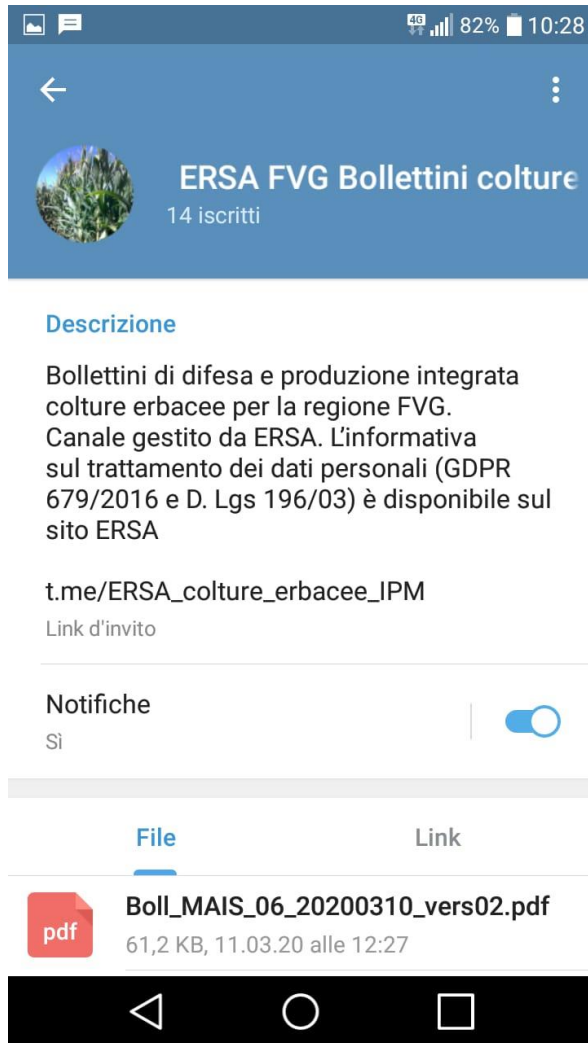 4G 82% 10:28
ERSA FVG Bollettini colture
14 iscritti
Descrizione
Bollettini di difesa e produzione integrata
colture erbacee per la regione FVG.
Canale gestito da ERSA. L'informativa
sul trattamento dei dati personali (GDPR
679/2016 e D. Lgs 196/03) è disponibile sul
sito ERSA
t.me/ERSA_colture_erbacee_IPM
Link d'invito
Notifiche
Sì
File Link
pdf Boll_MAIS_06_20200310_vers02.pdf
61,2 KB, 11.03.20 alle 12:27